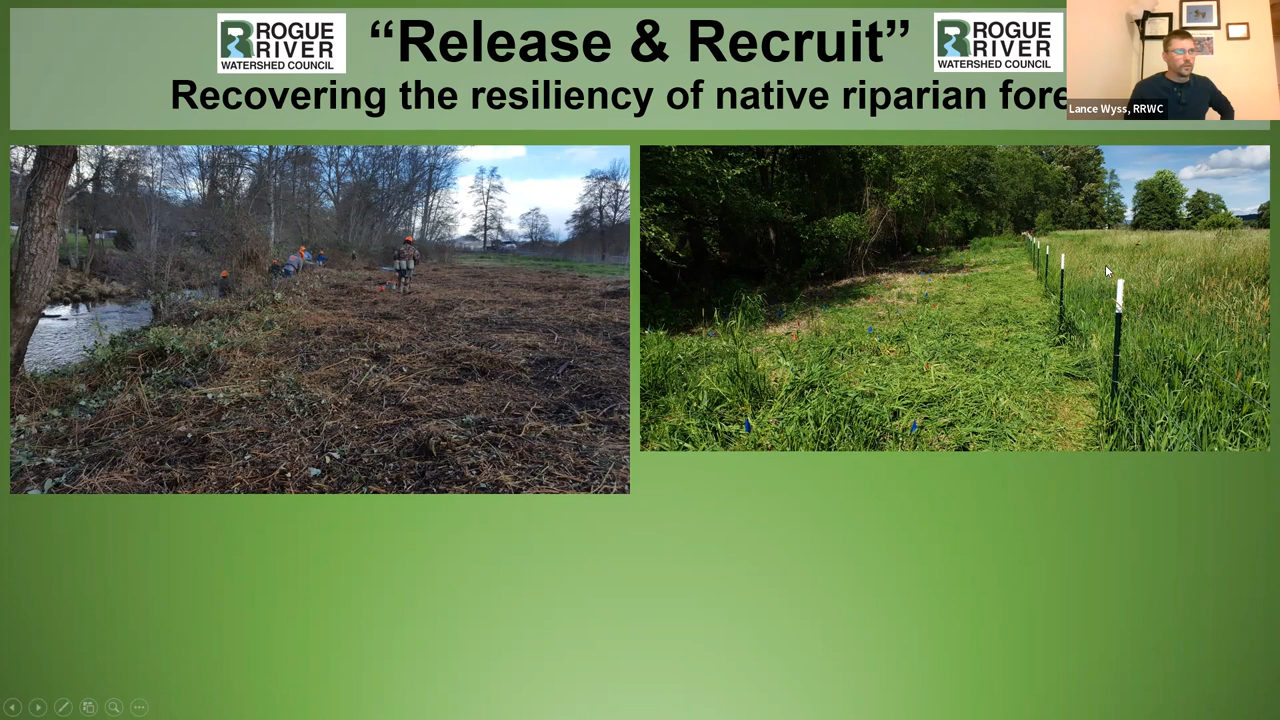 ROGUE
RIVER
WATERSHED COUNCIL
“Release & Recruit”
ROGUE
RIVER
WATERSHED COUNCIL
Recovering the resiliency of native riparian fore
Lance Wyss, RRWC